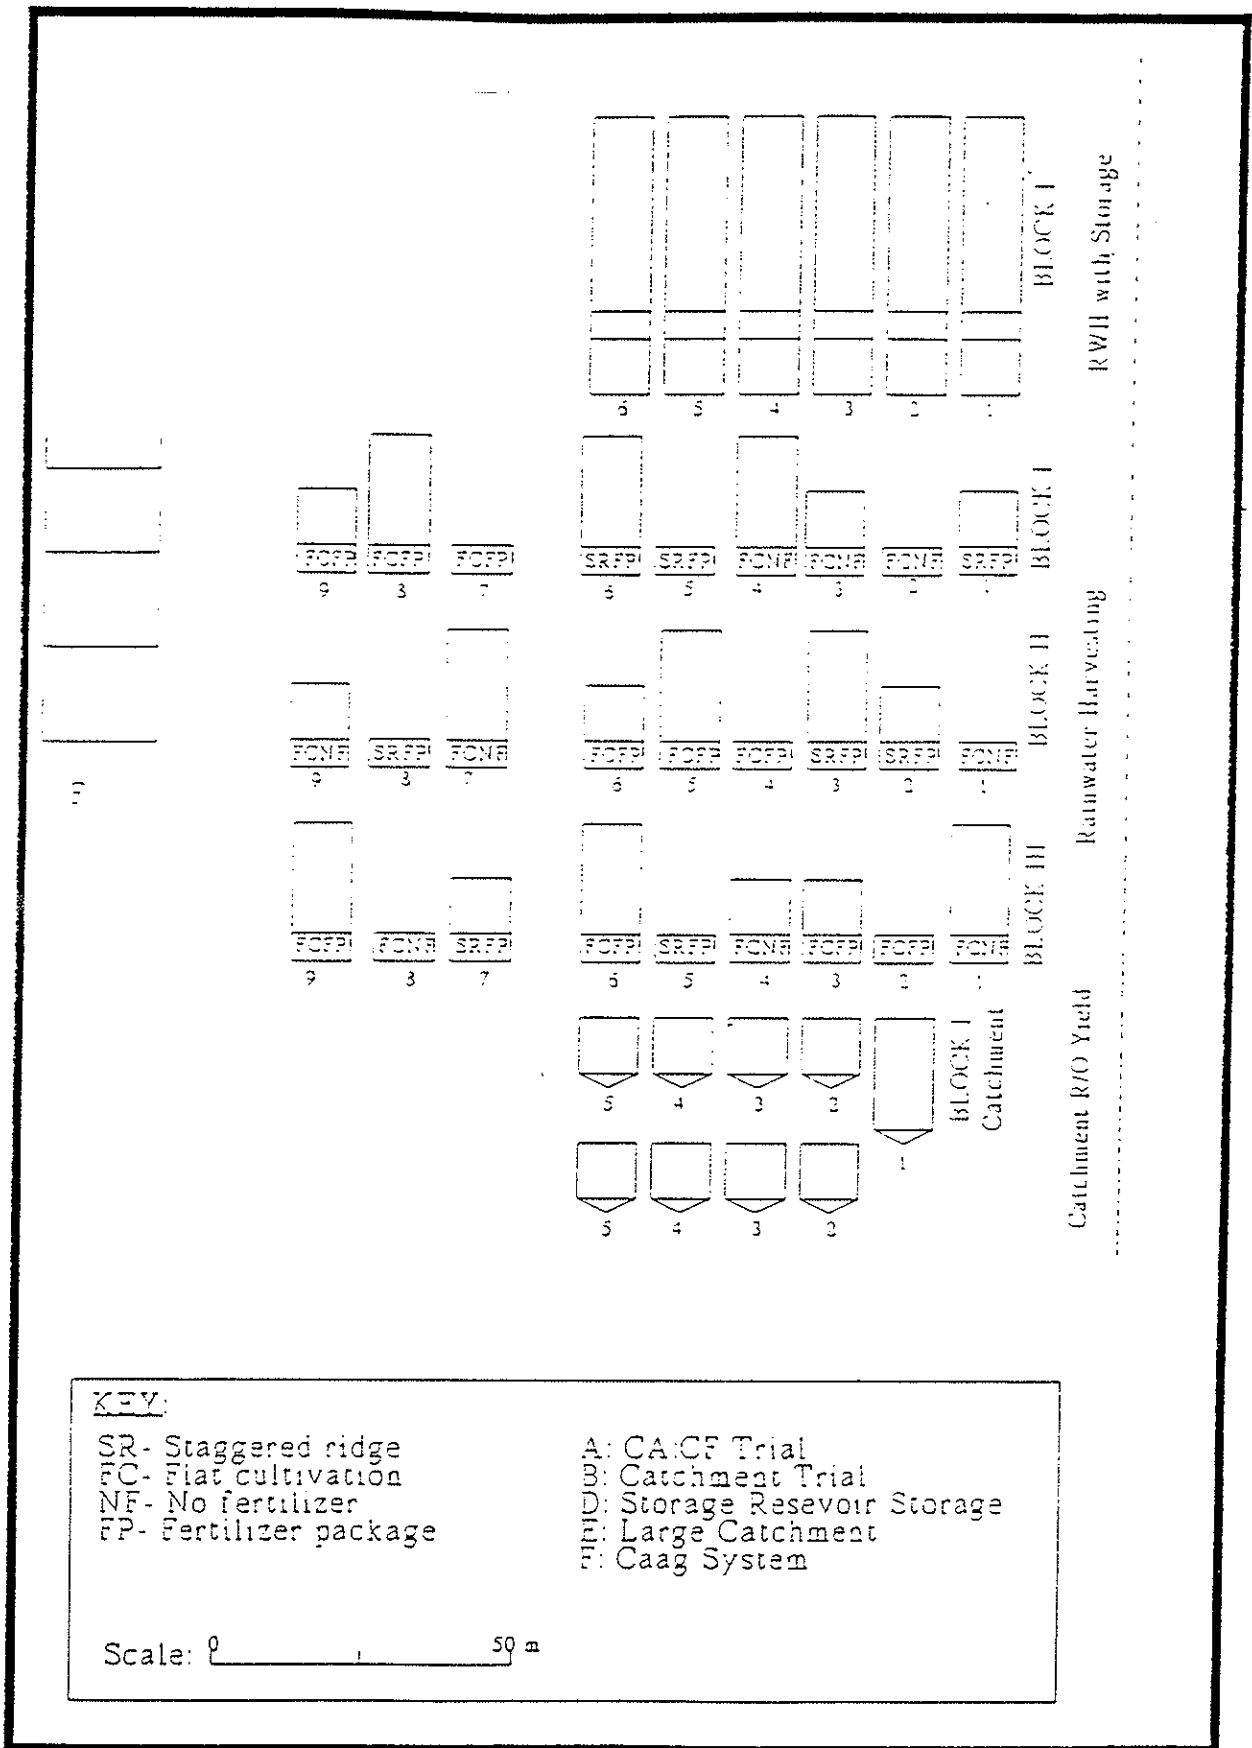 6 5 4 3 2 1
BLOCK I
RWH with Storage
FCFP FCFP FCFP SRFP SRFP FCNF FCNF FCNF SRFP
9 8 7 6 5 4 3 2 1
BLOCK I
FCNF SRFP FCNF FCFP FCFP FCFP SRFP SRFP FCNF
9 8 7 6 5 4 3 2 1
BLOCK II
Rainwater Harvesting
F
FCFP FCNF SRFP FCFP SRFP FCNF FCFP FCFP FCNF
9 8 7 6 5 4 3 2 1
BLOCK III
5 4 3 2
1
BLOCK I
Catchment
Catchment R/O Yield
5 4 3 2
KEY:
SR- Staggered ridge
FC- Flat cultivation
NF- No fertilizer
FP- Fertilizer package
A: CA:CF Trial
B: Catchment Trial
D: Storage Resevoir Storage
E: Large Catchment
F: Caag System
Scale: 0 50 m